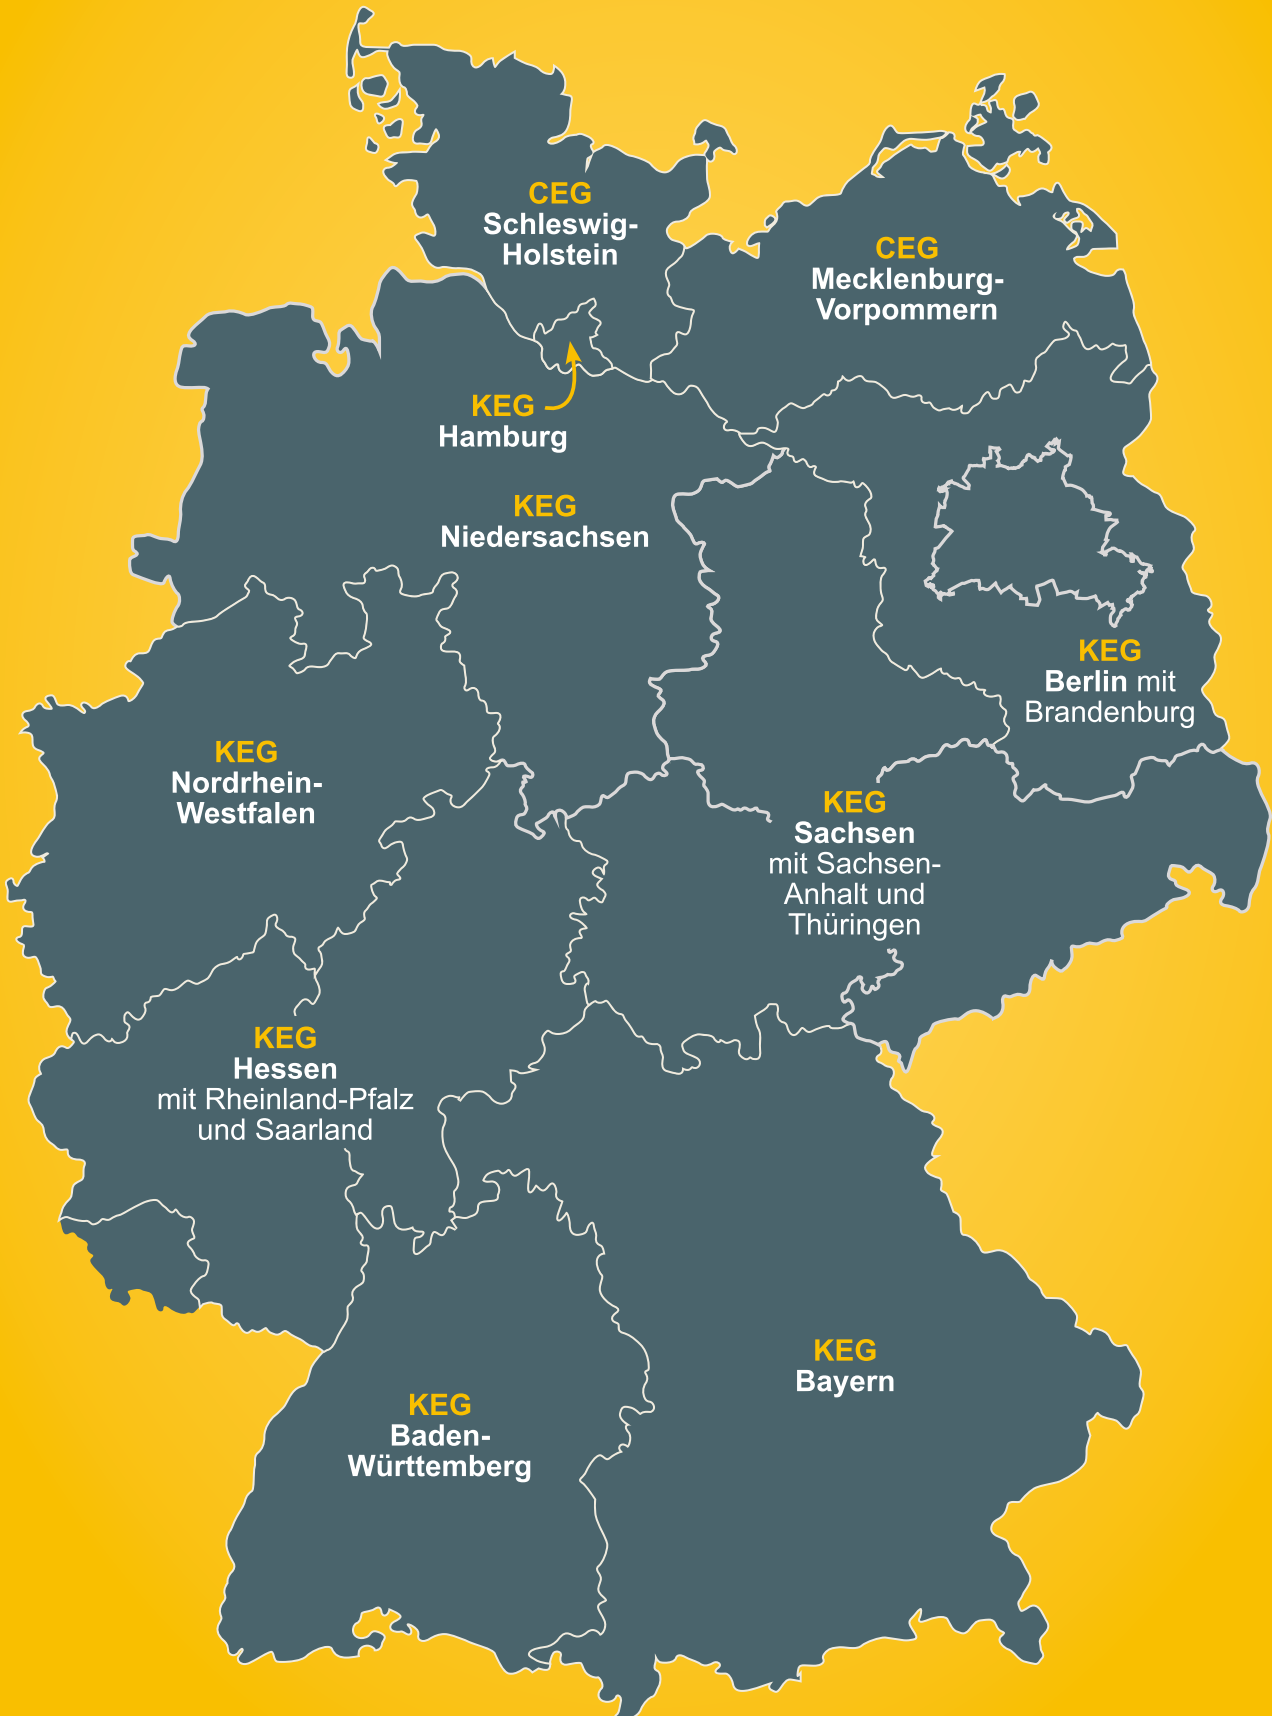 CEG
Schleswig-
Holstein
CEG
Mecklenburg-
Vorpommern
KEG
Hamburg
KEG
Niedersachsen
KEG
Berlin mit
Brandenburg
KEG
Nordrhein-
Westfalen
KEG
Sachsen
mit Sachsen-
Anhalt und
Thüringen
KEG
Hessen
mit Rheinland-Pfalz
und Saarland
KEG
Bayern
KEG
Baden-
Württemberg